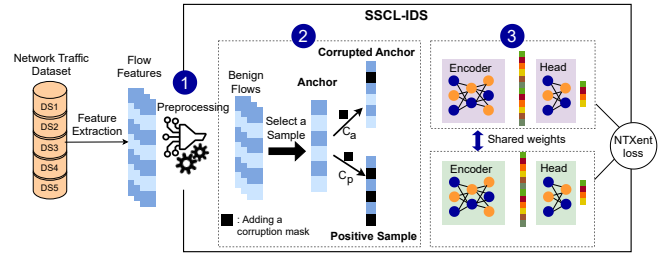 SSCL-IDS
Network Traffic
Dataset
DS1
DS2
DS3
DS4
DS5
Feature
Extraction
Flow
Features
1
Preprocessing
2
Benign
Flows
Select a
Sample
Anchor
Corrupted Anchor
Ca
Cp
Positive Sample
: Adding a
corruption mask
3
Encoder
Head
Shared weights
Encoder
Head
NTXent
loss